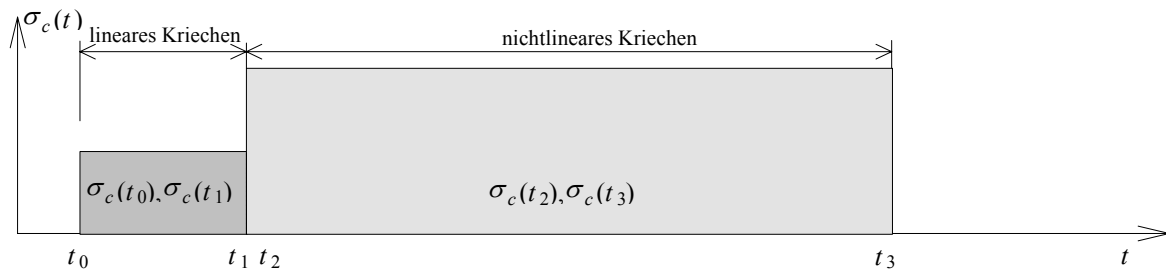 σc(t)
lineares Kriechen
nichtlineares Kriechen
σc(t0),σc(t1)
σc(t2),σc(t3)
t0
t1 t2
t3
t